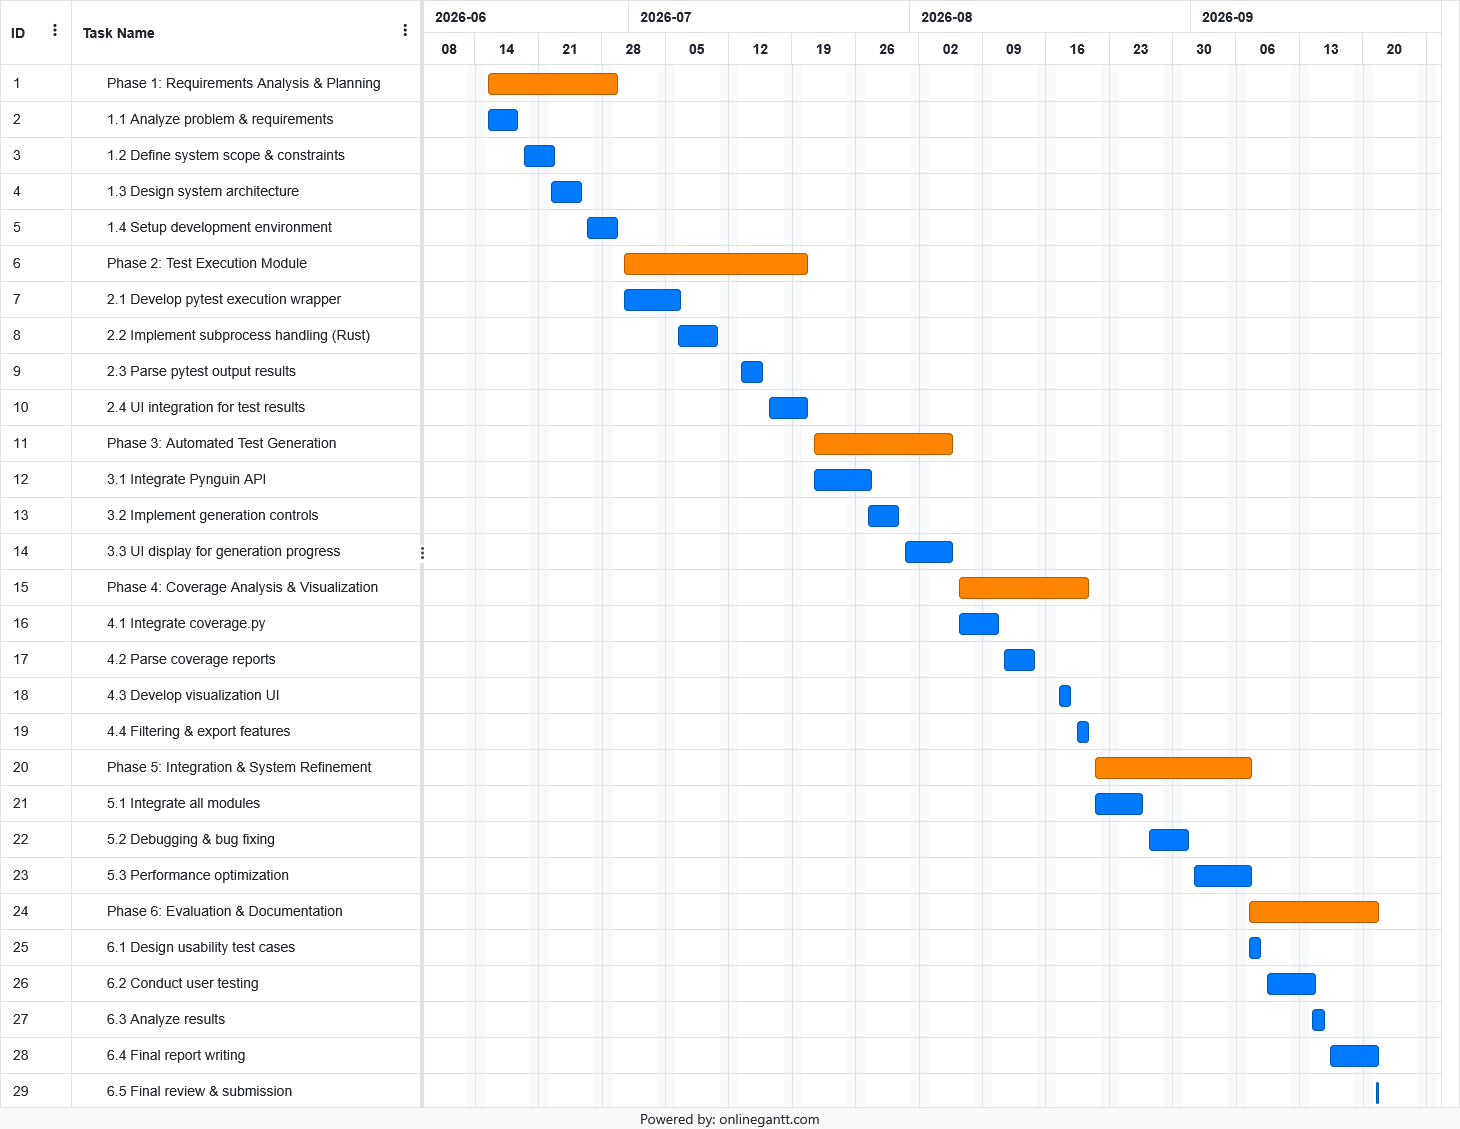 ID Task Name 2026-06 2026-07 2026-08 2026-09
08 14 21 28 05 12 19 26 02 09 16 23 30 06 13 20
1 Phase 1: Requirements Analysis & Planning
2 1.1 Analyze problem & requirements
3 1.2 Define system scope & constraints
4 1.3 Design system architecture
5 1.4 Setup development environment
6 Phase 2: Test Execution Module
7 2.1 Develop pytest execution wrapper
8 2.2 Implement subprocess handling (Rust)
9 2.3 Parse pytest output results
10 2.4 UI integration for test results
11 Phase 3: Automated Test Generation
12 3.1 Integrate Pynguin API
13 3.2 Implement generation controls
14 3.3 UI display for generation progress
15 Phase 4: Coverage Analysis & Visualization
16 4.1 Integrate coverage.py
17 4.2 Parse coverage reports
18 4.3 Develop visualization UI
19 4.4 Filtering & export features
20 Phase 5: Integration & System Refinement
21 5.1 Integrate all modules
22 5.2 Debugging & bug fixing
23 5.3 Performance optimization
24 Phase 6: Evaluation & Documentation
25 6.1 Design usability test cases
26 6.2 Conduct user testing
27 6.3 Analyze results
28 6.4 Final report writing
29 6.5 Final review & submission
Powered by: onlinegantt.com